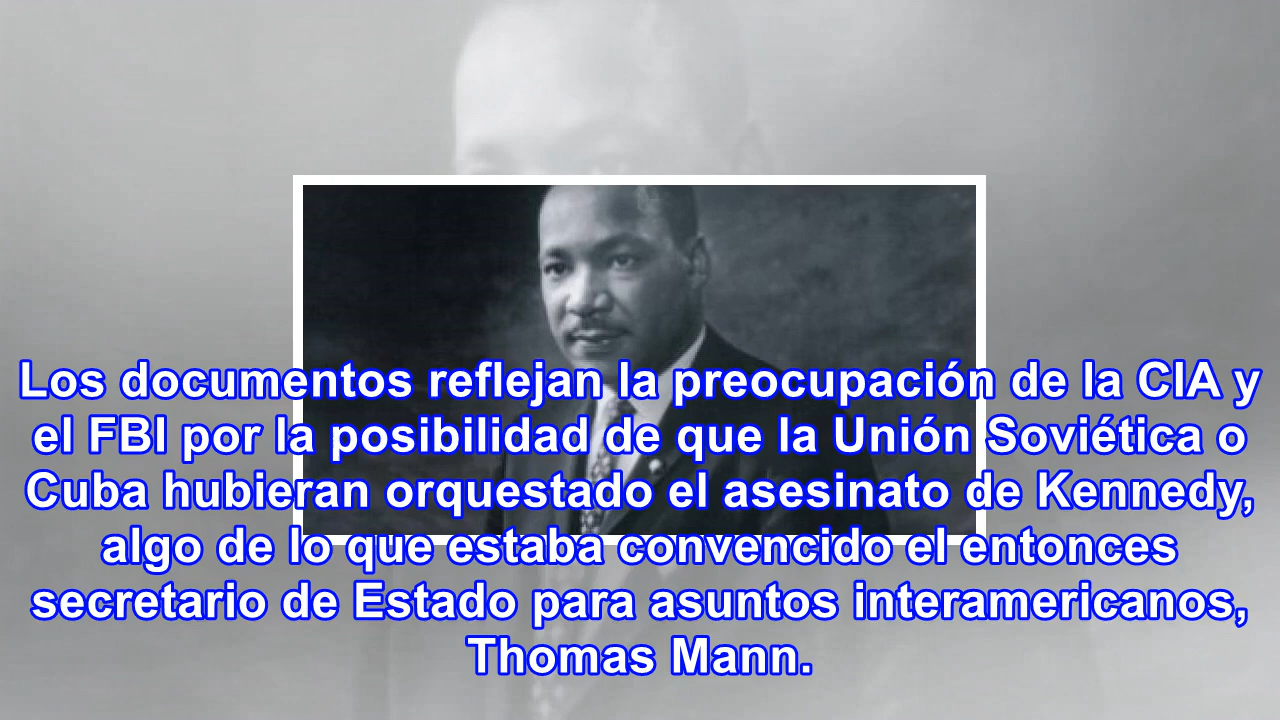 Los documentos reflejan la preocupación de la CIA y
el FBI por la posibilidad de que la Unión Soviética o
Cuba hubieran orquestado el asesinato de Kennedy,
algo de lo que estaba convencido el entonces
secretario de Estado para asuntos interamericanos,
Thomas Mann.